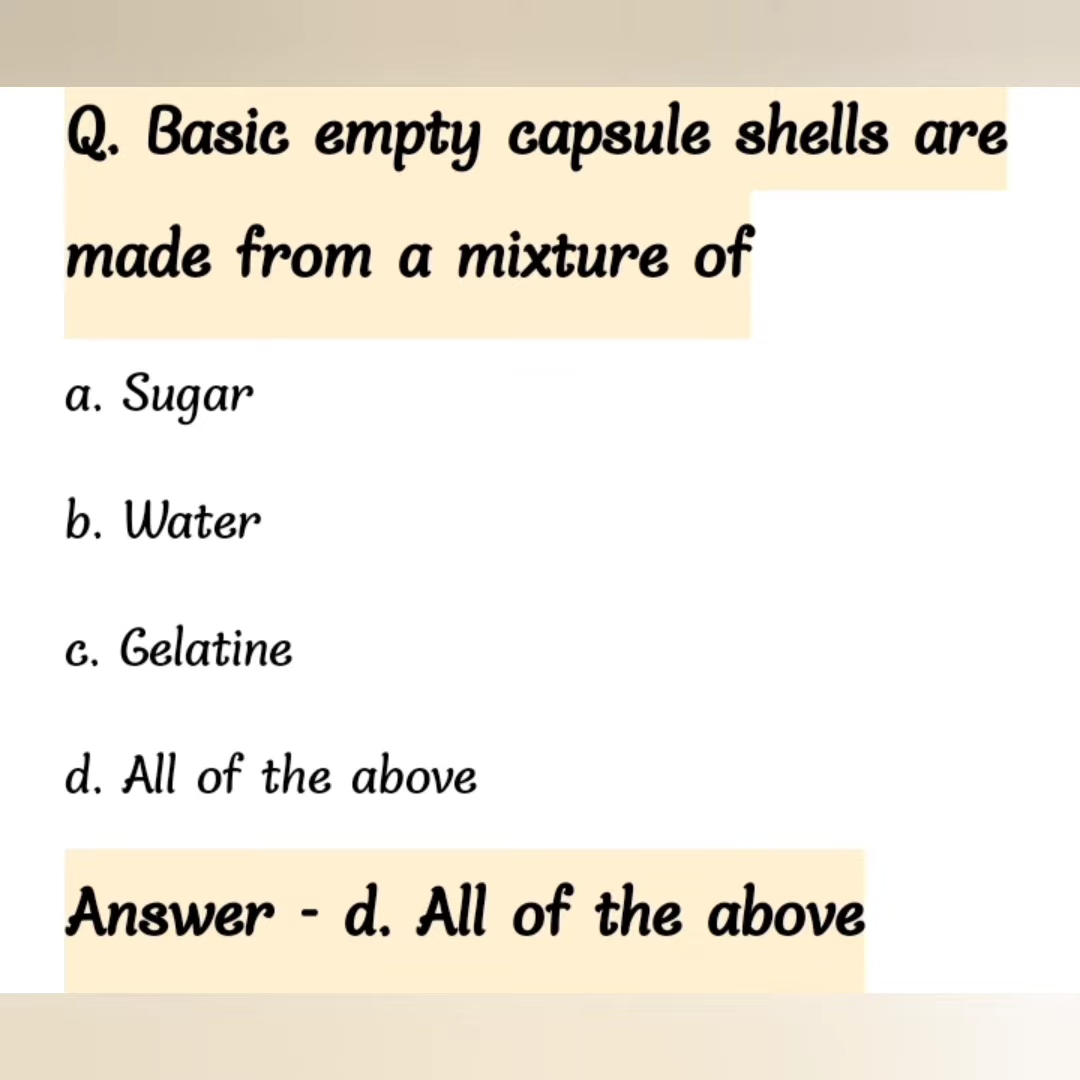 Q. Basic empty capsule shells are
made from a mixture of
a. Sugar
b. Water
c. Gelatine
d. All of the above
Answer - d. All of the above